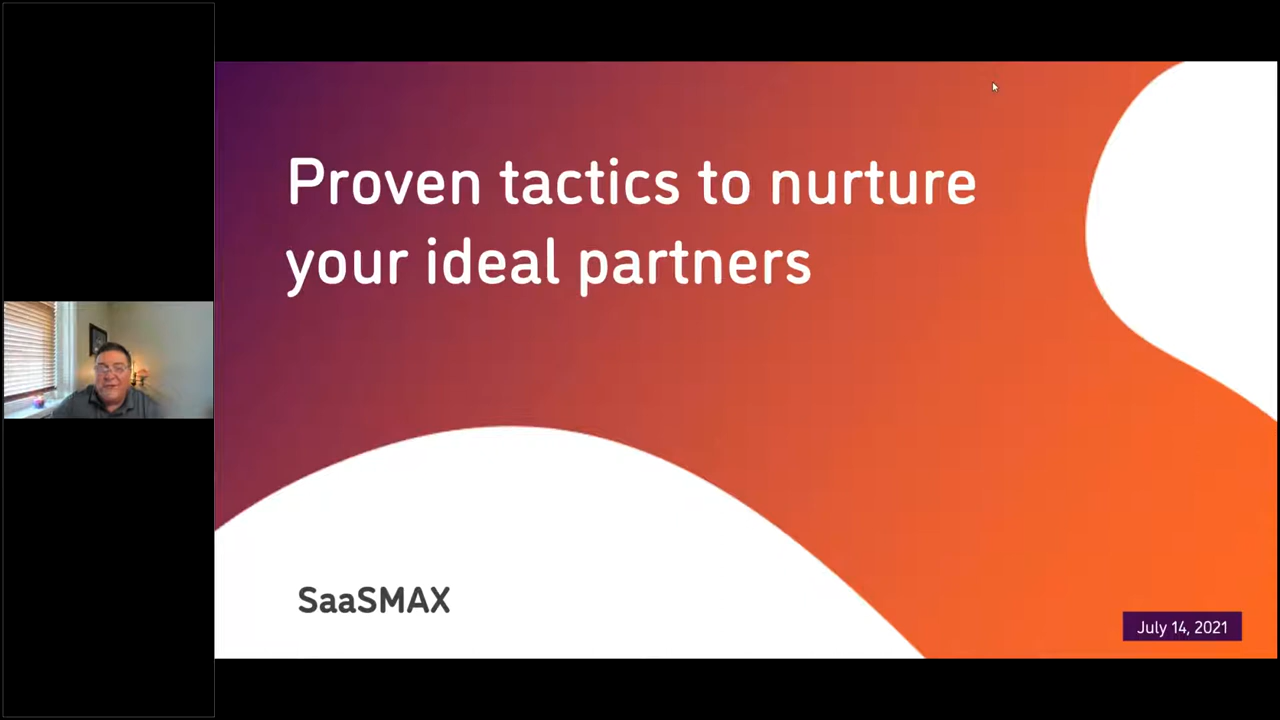 Proven tactics to nurture
your ideal partners
SaaSMAX
July 14, 2021